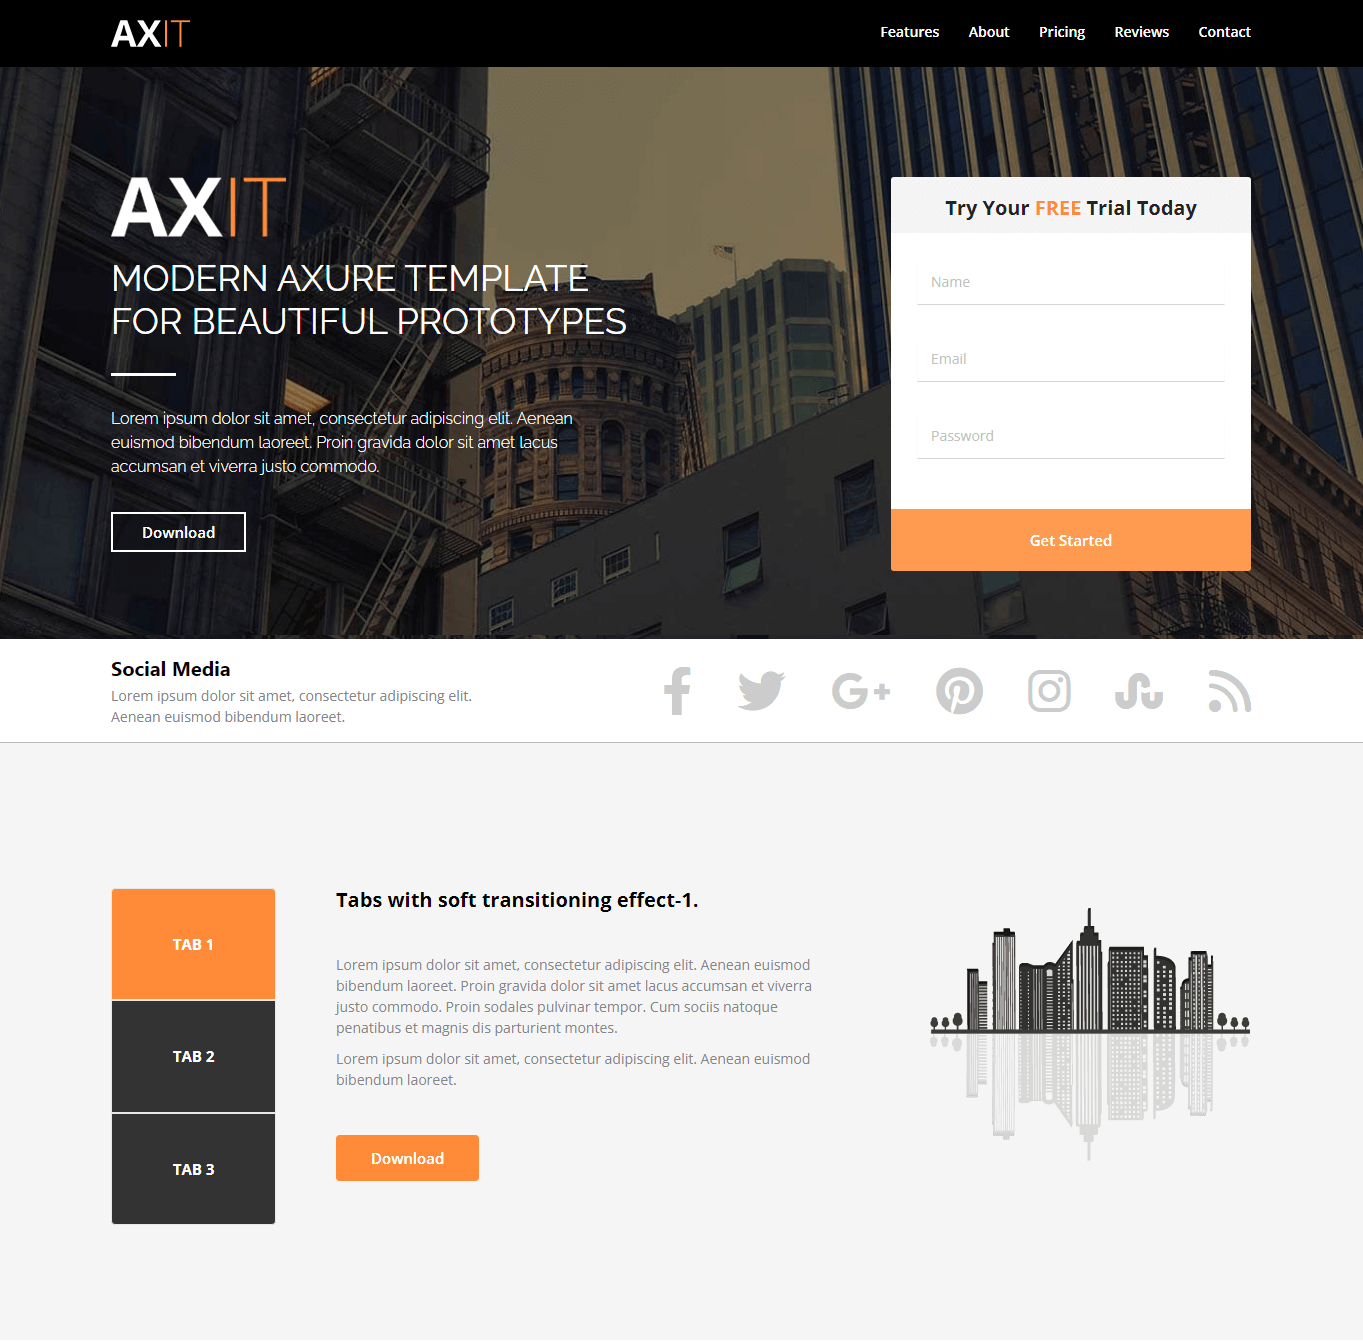 AXIT
Features About Pricing Reviews Contact
AXIT
MODERN AXURE TEMPLATE
FOR BEAUTIFUL PROTOTYPES
Lorem ipsum dolor sit amet, consectetur adipiscing elit. Aenean
euismod bibendum laoreet. Proin gravida dolor sit amet lacus
accumsan et viverra justo commodo.
Download
Try Your FREE Trial Today
Name
Email
Password
Get Started
Social Media
Lorem ipsum dolor sit amet, consectetur adipiscing elit.
Aenean euismod bibendum laoreet.
TAB 1
TAB 2
TAB 3
Tabs with soft transitioning effect-1.
Lorem ipsum dolor sit amet, consectetur adipiscing elit. Aenean euismod
bibendum laoreet. Proin gravida dolor sit amet lacus accumsan et viverra
justo commodo. Proin sodales pulvinar tempor. Cum sociis natoque
penatibus et magnis dis parturient montes.
Lorem ipsum dolor sit amet, consectetur adipiscing elit. Aenean euismod
bibendum laoreet.
Download